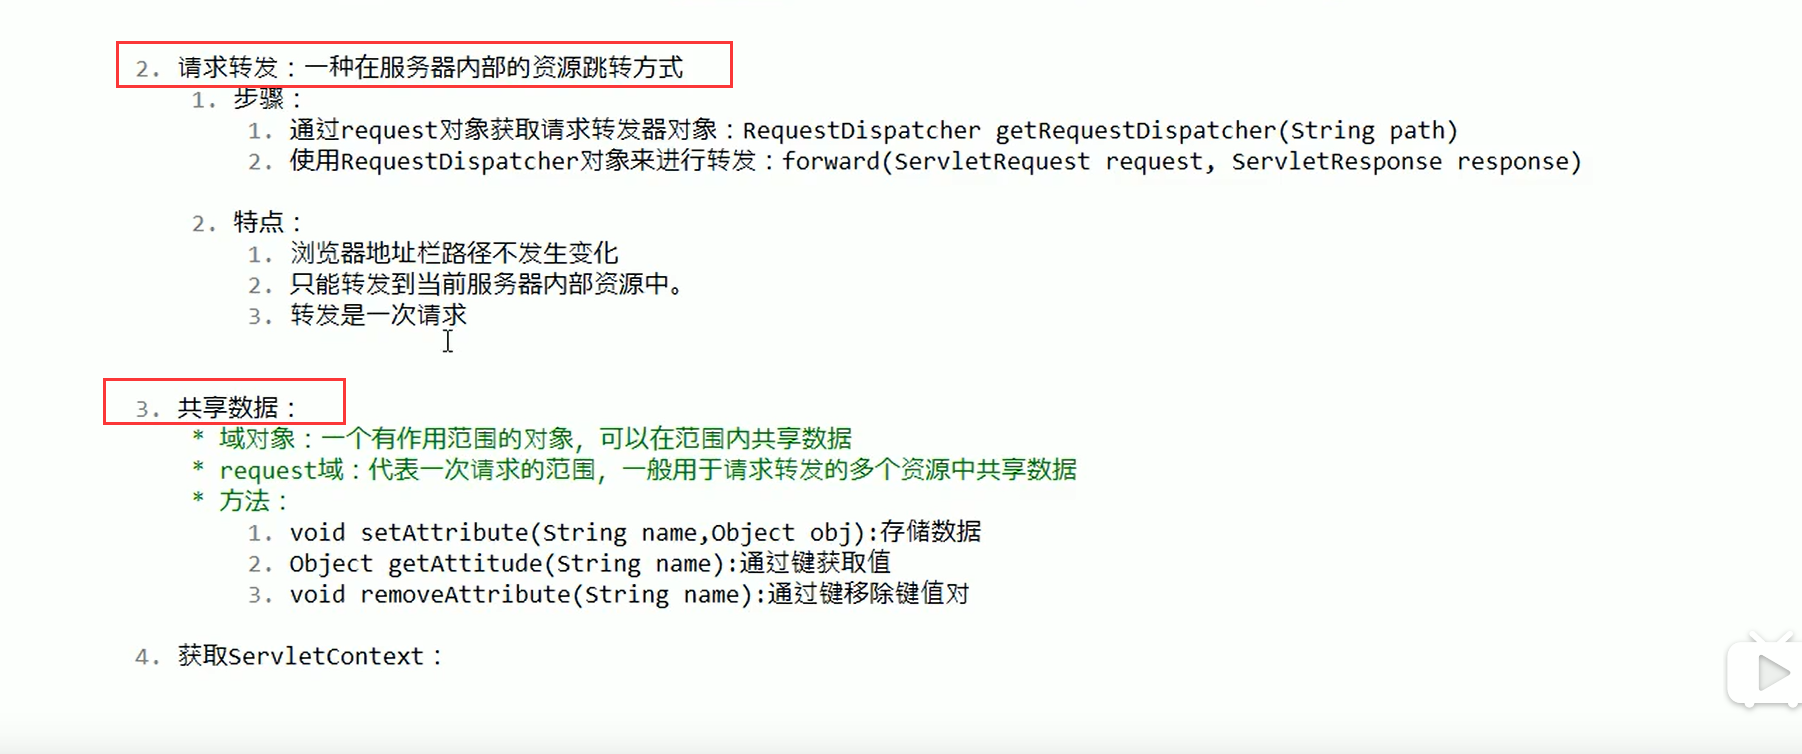 2. 请求转发：一种在服务器内部的资源跳转方式
1. 步骤：
1. 通过request对象获取请求转发器对象：RequestDispatcher getRequestDispatcher(String path)
2. 使用RequestDispatcher对象来进行转发：forward(ServletRequest request, ServletResponse response)
2. 特点：
1. 浏览器地址栏路径不发生变化
2. 只能转发到当前服务器内部资源中。
3. 转发是一次请求
3. 共享数据：
* 域对象：一个有作用范围的对象，可以在范围内共享数据
* request域：代表一次请求的范围，一般用于请求转发的多个资源中共享数据
* 方法：
1. void setAttribute(String name,Object obj):存储数据
2. Object getAttitude(String name):通过键获取值
3. void removeAttribute(String name):通过键移除键值对
4. 获取ServletContext：